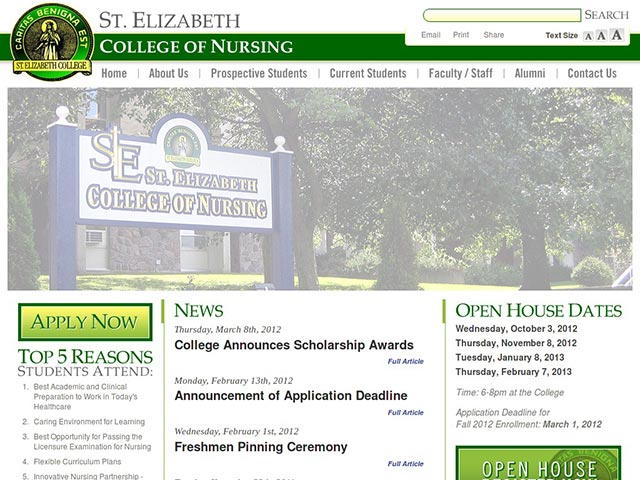 CARITAS BENIGNA EST
ST. ELIZABETH COLLEGE
ST. ELIZABETH
COLLEGE OF NURSING
SEARCH
Email Print Share
Text Size A A A
Home | About Us | Prospective Students | Current Students | Faculty / Staff | Alumni | Contact Us
STE
ST. ELIZABETH
COLLEGE OF NURSING
APPLY NOW
TOP 5 REASONS
STUDENTS ATTEND:
1. Best Academic and Clinical
Preparation to Work in Today's
Healthcare
2. Caring Environment for Learning
3. Best Opportunity for Passing the
Licensure Examination for Nursing
4. Flexible Curriculum Plans
5. Innovative Nursing Partnership -
NEWS
Thursday, March 8th, 2012
College Announces Scholarship Awards
Full Article
Monday, February 13th, 2012
Announcement of Application Deadline
Full Article
Wednesday, February 1st, 2012
Freshmen Pinning Ceremony
Full Article
OPEN HOUSE DATES
Wednesday, October 3, 2012
Thursday, November 8, 2012
Tuesday, January 8, 2013
Thursday, February 7, 2013
Time: 6-8pm at the College
Application Deadline for
Fall 2012 Enrollment: March 1, 2012
OPEN HOUSE